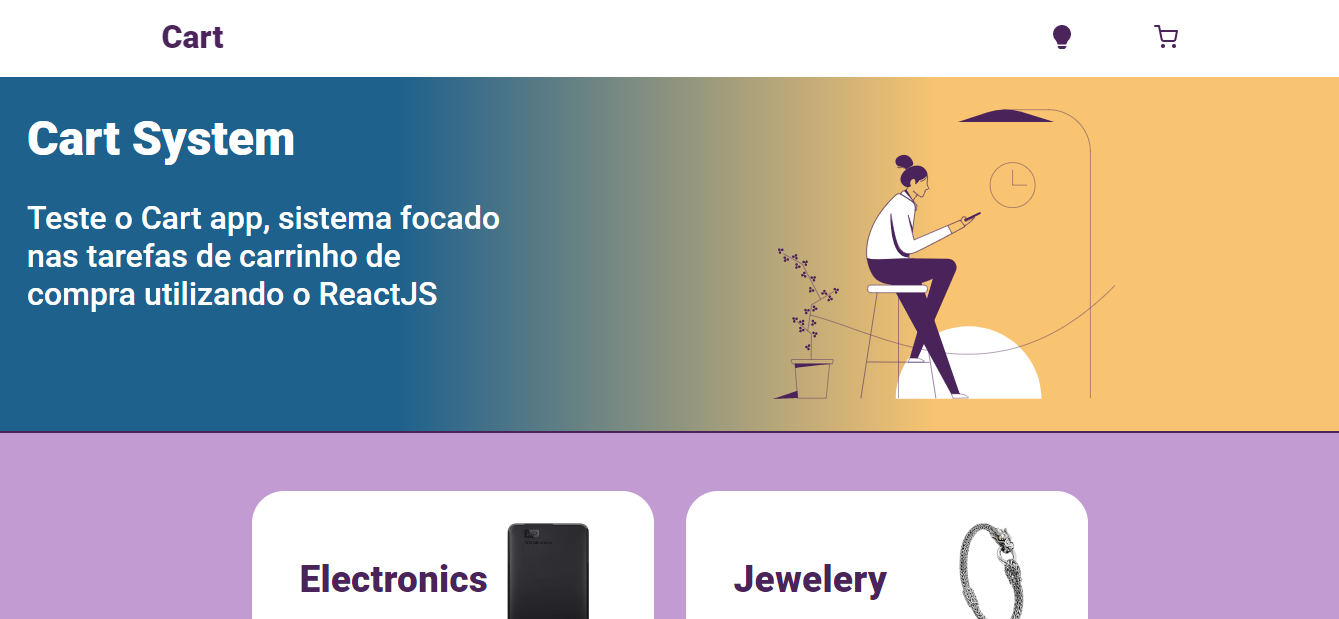 Cart
Cart System
Teste o Cart app, sistema focado
nas tarefas de carrinho de
compra utilizando o ReactJS
Electronics
Jewelery